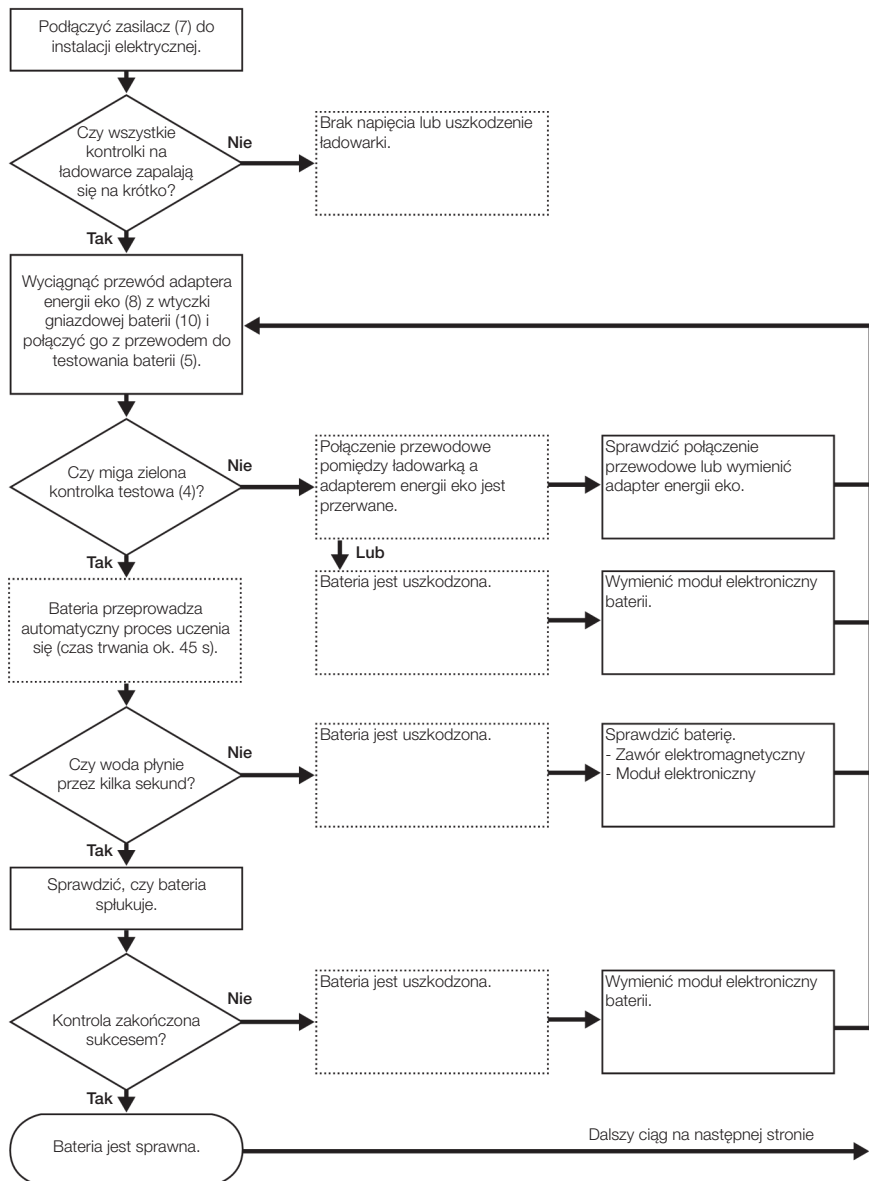 Podłączyć zasilacz (7) do
instalacji elektrycznej.
Czy wszystkie
kontrolki na
ładowarce zapalają
się na krótko?
Nie
Brak napięcia lub uszkodzenie
ładowarki.
Tak
Wyciągnąć przewód adaptera
energii eko (8) z wtyczki
gniazdowej baterii (10) i
połączyć go z przewodem do
testowania baterii (5).
Czy miga zielona
kontrolka testowa (4)?
Nie
Połączenie przewodowe
pomiędzy ładowarką a
adapterem energii eko jest
przerwane.
Sprawdzić połączenie
przewodowe lub wymienić
adapter energii eko.
Lub
Bateria jest uszkodzona.
Wymienić moduł elektroniczny
baterii.
Tak
Bateria przeprowadza
automatyczny proces uczenia
się (czas trwania ok. 45 s).
Czy woda płynie
przez kilka sekund?
Nie
Bateria jest uszkodzona.
Sprawdzić baterię.
- Zawór elektromagnetyczny
- Moduł elektroniczny
Tak
Sprawdzić, czy bateria
spłukuje.
Kontrola zakończona
sukcesem?
Nie
Bateria jest uszkodzona.
Wymienić moduł elektroniczny
baterii.
Tak
Bateria jest sprawna.
Dalszy ciąg na następnej stronie